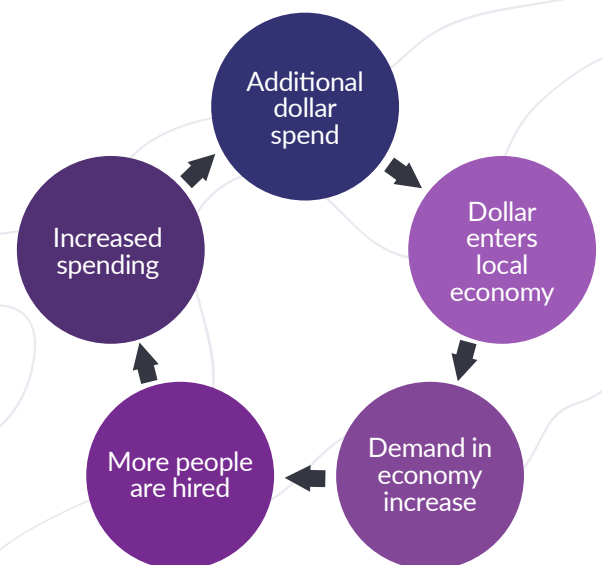 Additional
dollar
spend
Dollar
enters
local
economy
Demand in
economy
increase
More people
are hired
Increased
spending